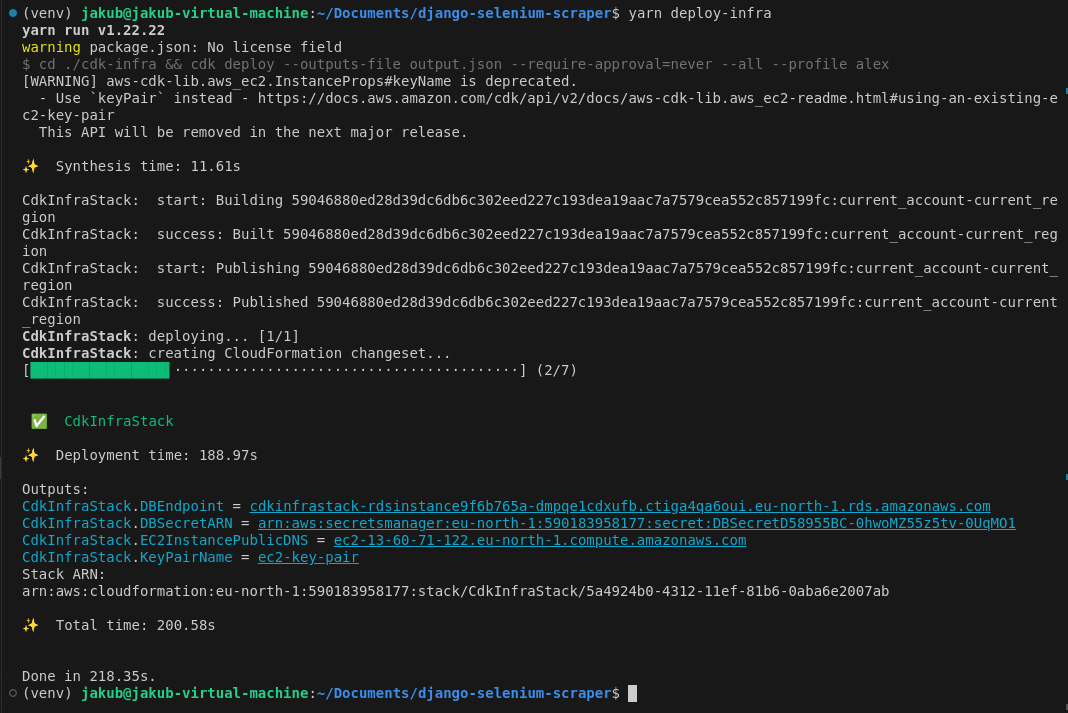 (venv) jakub@jakub-virtual-machine:~/Documents/django-selenium-scraper$ yarn deploy-infra
yarn run v1.22.22
warning package.json: No license field
$ cd ./cdk-infra && cdk deploy --outputs-file output.json --require-approval=never --all --profile alex
[WARNING] aws-cdk-lib.aws_ec2.InstanceProps#keyName is deprecated.
  - Use `keyPair` instead - https://docs.aws.amazon.com/cdk/api/v2/docs/aws-cdk-lib.aws_ec2-readme.html#using-an-existing-e
c2-key-pair
  This API will be removed in the next major release.
✨  Synthesis time: 11.61s
CdkInfraStack:  start: Building 59046880ed28d39dc6db6c302eed227c193dea19aac7a7579cea552c857199fc:current_account-current_re
gion
CdkInfraStack:  success: Built 59046880ed28d39dc6db6c302eed227c193dea19aac7a7579cea552c857199fc:current_account-current_reg
ion
CdkInfraStack:  start: Publishing 59046880ed28d39dc6db6c302eed227c193dea19aac7a7579cea552c857199fc:current_account-current_
region
CdkInfraStack:  success: Published 59046880ed28d39dc6db6c302eed227c193dea19aac7a7579cea552c857199fc:current_account-current
_region
CdkInfraStack: deploying... [1/1]
CdkInfraStack: creating CloudFormation changeset...
[█████████████████·········································] (2/7)
✅  CdkInfraStack
✨  Deployment time: 188.97s
Outputs:
CdkInfraStack.DBEndpoint = cdkinfrastack-rdsinstance9f6b765a-dmpqe1cdxufb.ctiga4qa6oui.eu-north-1.rds.amazonaws.com
CdkInfraStack.DBSecretARN = arn:aws:secretsmanager:eu-north-1:590183958177:secret:DBSecretD58955BC-0hwoMZ55z5tv-0UqMO1
CdkInfraStack.EC2InstancePublicDNS = ec2-13-60-71-122.eu-north-1.compute.amazonaws.com
CdkInfraStack.KeyPairName = ec2-key-pair
Stack ARN:
arn:aws:cloudformation:eu-north-1:590183958177:stack/CdkInfraStack/5a4924b0-4312-11ef-81b6-0aba6e2007ab
✨  Total time: 200.58s
Done in 218.35s.
(venv) jakub@jakub-virtual-machine:~/Documents/django-selenium-scraper$